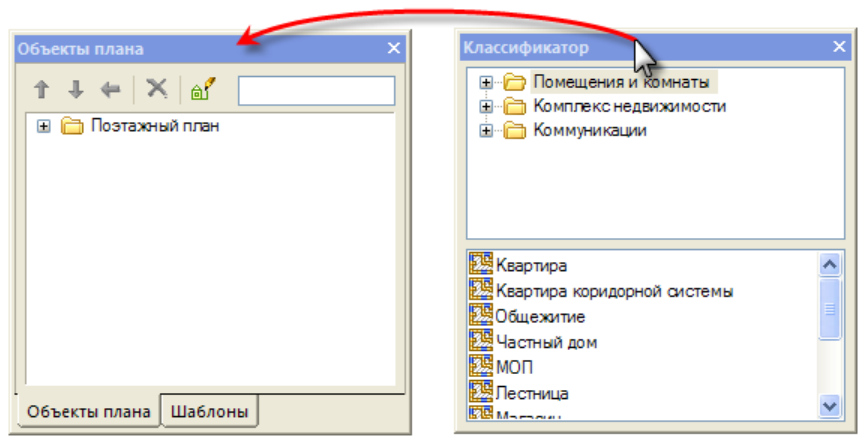 Объекты плана
Поэтажный план
Объекты плана
Шаблоны
Классификатор
Помещения и комнаты
Комплекс недвижимости
Коммуникации
Квартира
Квартира коридорной системы
Общежитие
Частный дом
МОП
Лестница
Магазин